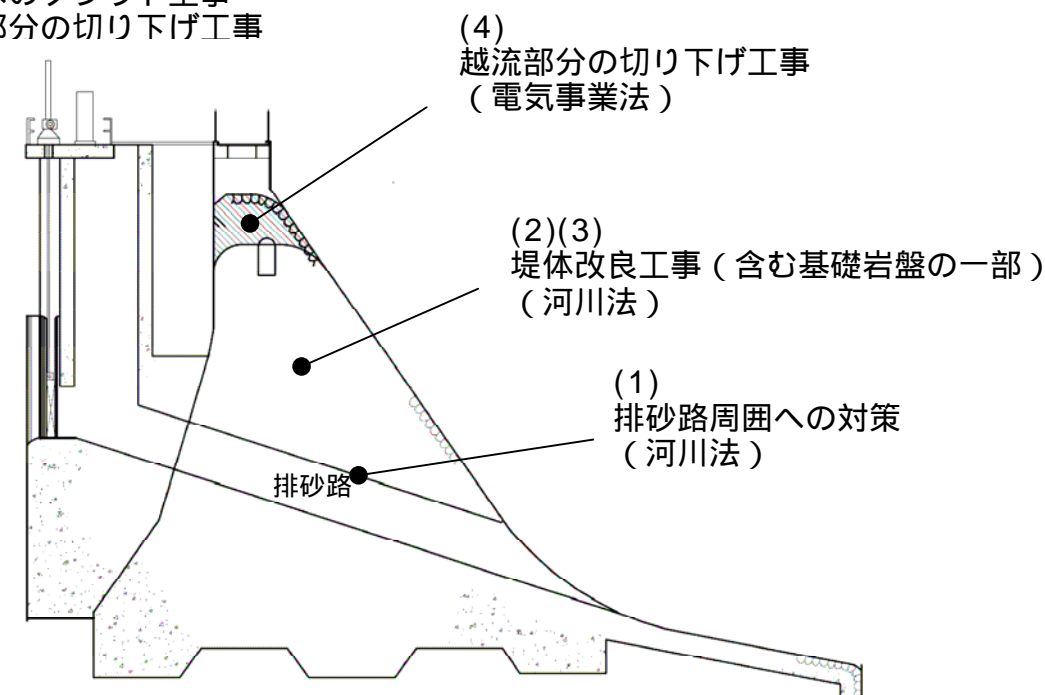 部分の切り下げ工事
(4)
越流部分の切り下げ工事
（電気事業法）
(2)(3)
堤体改良工事（含む基礎岩盤の一部）
（河川法）
(1)
排砂路周囲への対策
（河川法）
排砂路